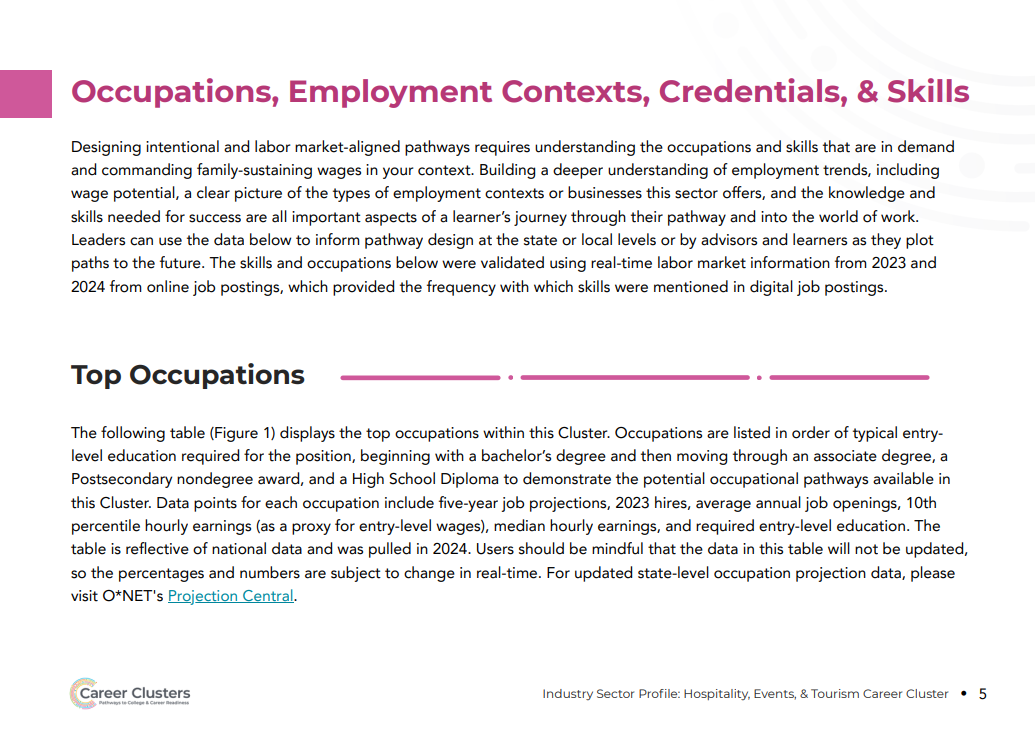 Occupations, Employment Contexts, Credentials, & Skills
Designing intentional and labor market-aligned pathways requires understanding the occupations and skills that are in demand
and commanding family-sustaining wages in your context. Building a deeper understanding of employment trends, including
wage potential, a clear picture of the types of employment contexts or businesses this sector offers, and the knowledge and
skills needed for success are all important aspects of a learner’s journey through their pathway and into the world of work.
Leaders can use the data below to inform pathway design at the state or local levels or by advisors and learners as they plot
paths to the future. The skills and occupations below were validated using real-time labor market information from 2023 and
2024 from online job postings, which provided the frequency with which skills were mentioned in digital job postings.
Top Occupations
The following table (Figure 1) displays the top occupations within this Cluster. Occupations are listed in order of typical entry-
level education required for the position, beginning with a bachelor’s degree and then moving through an associate degree, a
Postsecondary nondegree award, and a High School Diploma to demonstrate the potential occupational pathways available in
this Cluster. Data points for each occupation include five-year job projections, 2023 hires, average annual job openings, 10th
percentile hourly earnings (as a proxy for entry-level wages), median hourly earnings, and required entry-level education. The
table is reflective of national data and was pulled in 2024. Users should be mindful that the data in this table will not be updated,
so the percentages and numbers are subject to change in real-time. For updated state-level occupation projection data, please
visit O*NET's Projection Central.
Career Clusters
Pathways to College & Career Readiness
Industry Sector Profile: Hospitality, Events, & Tourism Career Cluster • 5